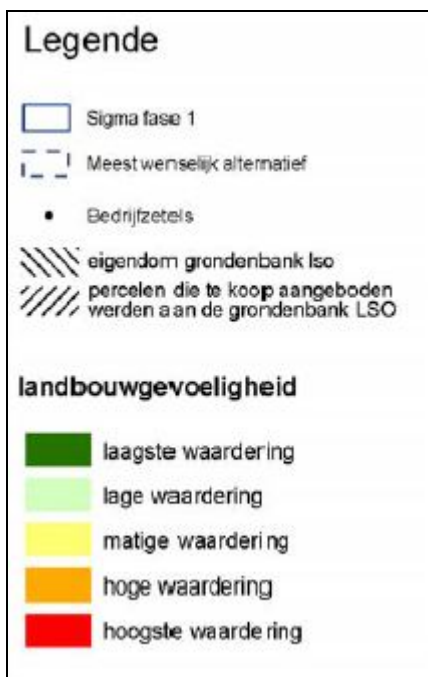 Legende
Sigma fase 1
Meest wenselijk alternatief
Bedrijfzetels
eigendom grondenbank lso
percelen die te koop aangeboden
werden aan de grondenbank LSO
landbouwgevoeligheid
laagste waardering
lage waardering
matige waardering
hoge waardering
hoogste waardering